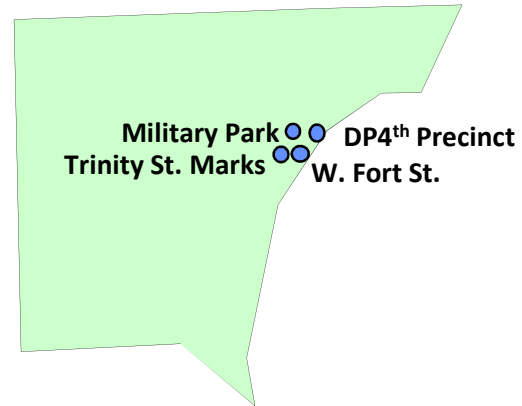 Military Park
DP4th Precinct
Trinity St. Marks
W. Fort St.